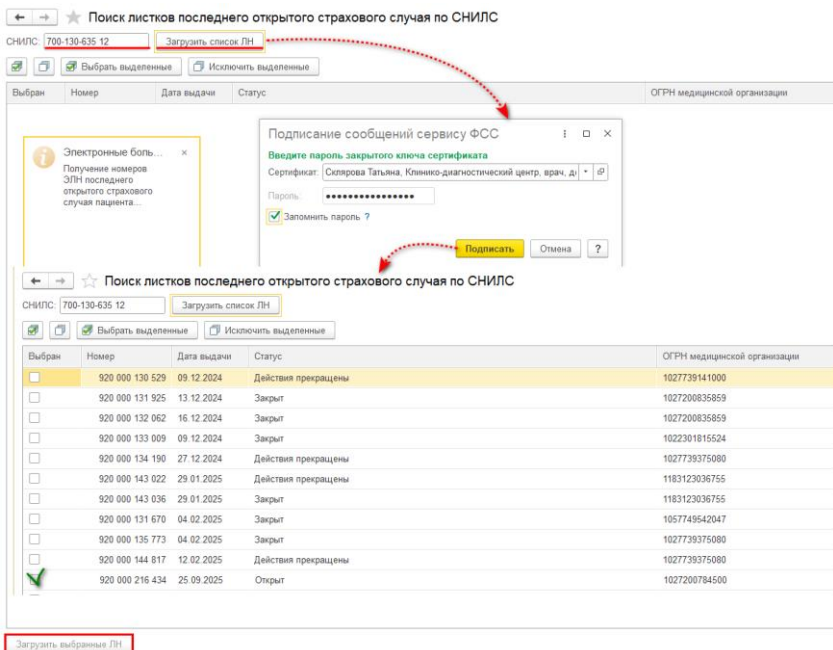 Поиск листков последнего открытого страхового случая по СНИЛС
СНИЛС: 700-130-635 12 Загрузить список ЛН
Выбрать выделенные Исключить выделенные
Выбран Номер Дата выдачи Статус ОГРН медицинской организации
Электронные боль...
Получение номеров
ЭЛН последнего
открытого страхового
случая пациента...
Подписание сообщений сервису ФСС
Введите пароль закрытого ключа сертификата
Сертификат: Склярова Татьяна, Клинико-диагностический центр, врач, д
Пароль: ••••••••••••••••
Запомнить пароль ?
Подписать Отмена ?
Поиск листков последнего открытого страхового случая по СНИЛС
СНИЛС: 700-130-635 12 Загрузить список ЛН
Выбрать выделенные Исключить выделенные
Выбран Номер Дата выдачи Статус ОГРН медицинской организации
920 000 130 529 09.12.2024 Действия прекращены 1027739141000
920 000 131 925 13.12.2024 Закрыт 1027200835859
920 000 132 062 16.12.2024 Закрыт 1027200835859
920 000 133 009 09.12.2024 Закрыт 1022301815524
920 000 134 190 27.12.2024 Действия прекращены 1027739375080
920 000 143 022 29.01.2025 Действия прекращены 1183123036755
920 000 143 036 29.01.2025 Закрыт 1183123036755
920 000 131 670 04.02.2025 Закрыт 1057749542047
920 000 135 773 04.02.2025 Закрыт 1027739375080
920 000 144 817 12.02.2025 Действия прекращены 1027739375080
920 000 216 434 25.09.2025 Открыт 1027200784500
Загрузить выбранные ЛН